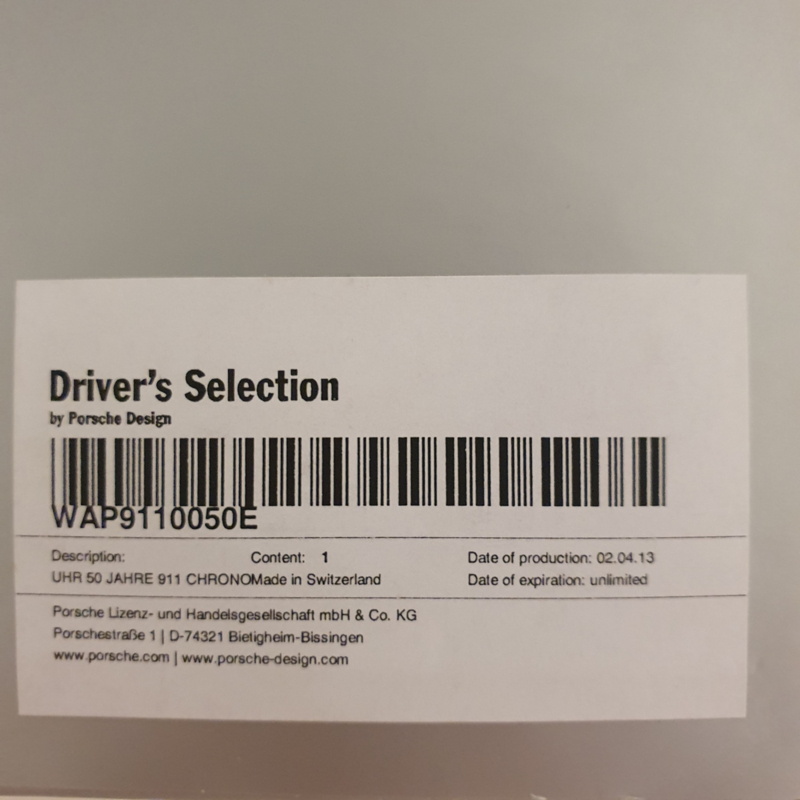 Driver's Selection
by Porsche Design
WAP9110050E
Description: Content: 1 Date of production: 02.04.13
UHR 50 JAHRE 911 CHRONOMade in Switzerland Date of expiration: unlimited
Porsche Lizenz- und Handelsgesellschaft mbH & Co. KG
Porschestraße 1 | D-74321 Bietigheim-Bissingen
www.porsche.com | www.porsche-design.com